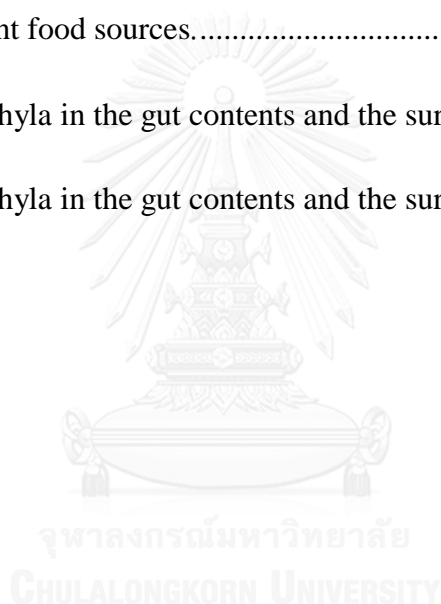 nt food sources.............................
hyla in the gut contents and the sur
hyla in the gut contents and the sur
จุฬาลงกรณ์มหาวิทยาลัย
CHULALONGKORN UNIVERSITY